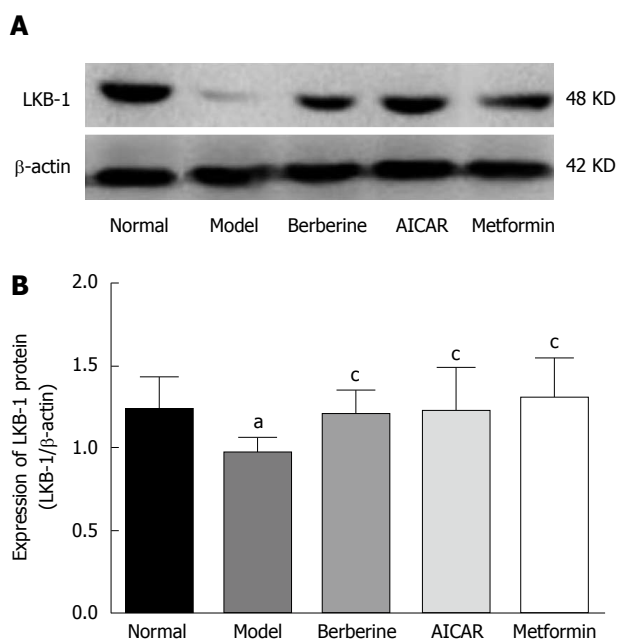 A
LKB-1 48 KD
β-actin 42 KD
Normal Model Berberine AICAR Metformin
B
Expression of LKB-1 protein
(LKB-1/β-actin)
2.0
1.5
1.0
0.5
0.0
a c c c
Normal Model Berberine AICAR Metformin